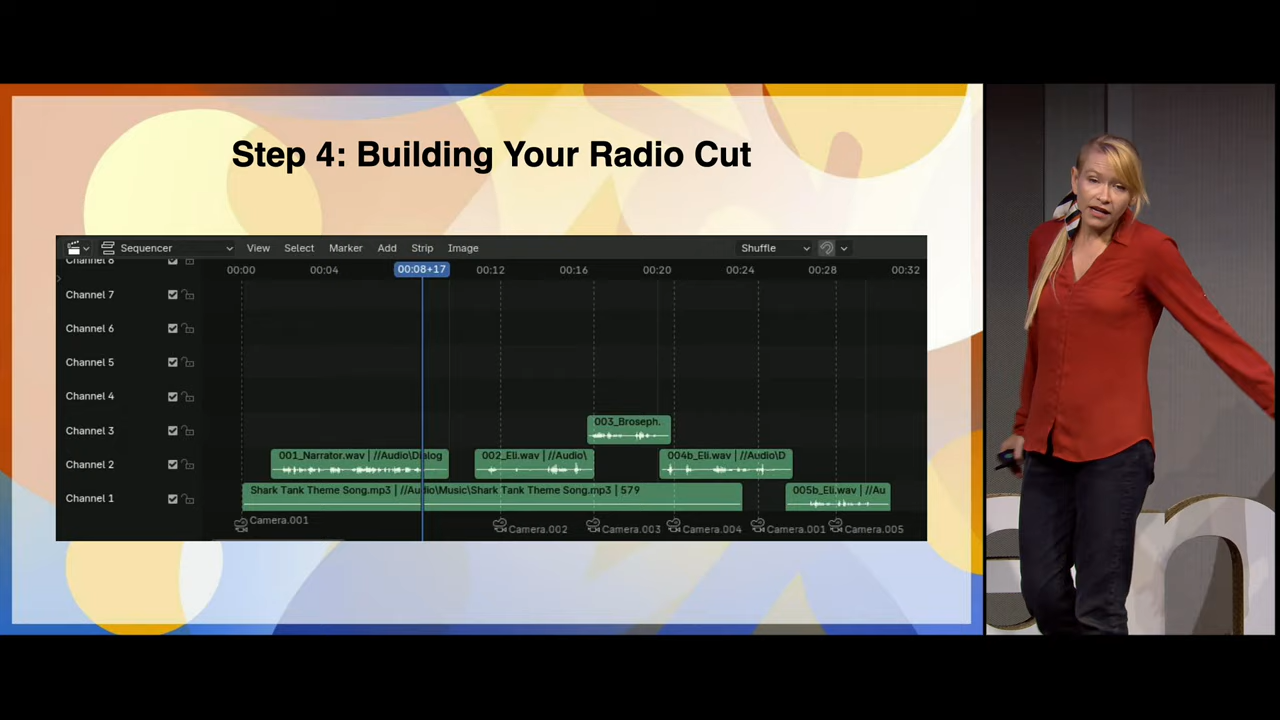 Step 4: Building Your Radio Cut
Sequencer View Select Marker Add Strip Image Shuffle
00:00 00:04 00:08+17 00:12 00:16 00:20 00:24 00:28 00:32
Channel 8
Channel 7
Channel 6
Channel 5
Channel 4
Channel 3
003_Broseph.
Channel 2
001_Narrator.wav | //Audio\Dialog
002_Eli.wav | //Audio\
004b_Eli.wav | //Audio\D
Channel 1
Shark Tank Theme Song.mp3 | //Audio\Music\Shark Tank Theme Song.mp3 | 579
005b_Eli.wav | //Au
Camera.001
Camera.002
Camera.003
Camera.004
Camera.001
Camera.005